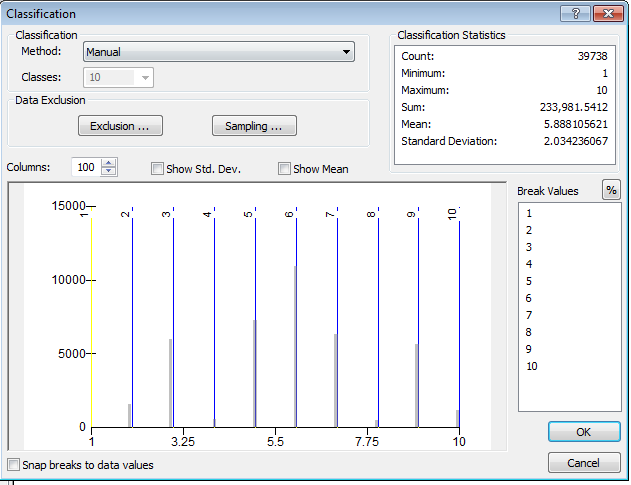 Classification
Classification
Method: Manual
Classes: 10
Data Exclusion
Exclusion ... Sampling ...
Classification Statistics
Count: 39738
Minimum: 1
Maximum: 10
Sum: 233,981.5412
Mean: 5.888105621
Standard Deviation: 2.034236067
Columns: 100 Show Std. Dev. Show Mean
Break Values %
15000
10000
5000
0
1 2 3 4 5 6 7 8 9 10
1 3.25 5.5 7.75 10
1
2
3
4
5
6
7
8
9
10
OK
Snap breaks to data values
Cancel